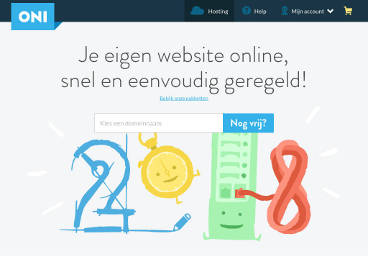 ONI
Hosting
Help
Mijn account
Je eigen website online,
snel en eenvoudig geregeld!
Bekijk onze pakketten
Kies een domeinnaam
Nog vrij?
2018